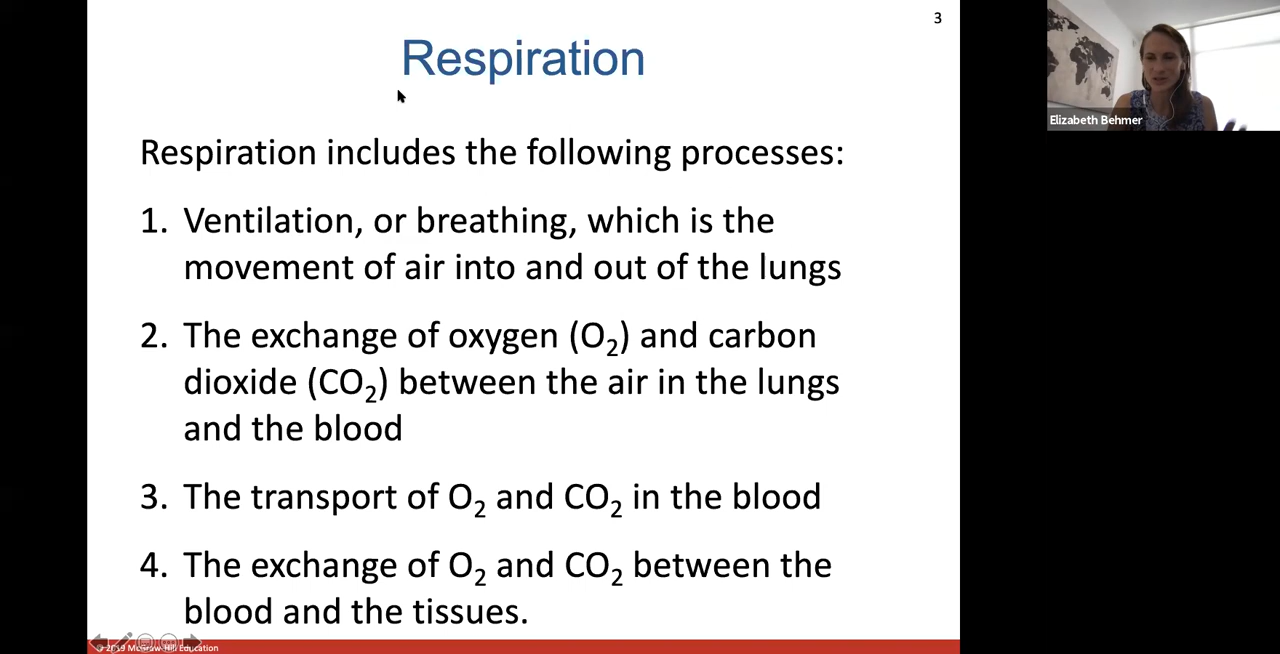 3
Respiration
Elizabeth Behmer
Respiration includes the following processes:
1. Ventilation, or breathing, which is the
movement of air into and out of the lungs
2. The exchange of oxygen (O₂) and carbon
dioxide (CO₂) between the air in the lungs
and the blood
3. The transport of O₂ and CO₂ in the blood
4. The exchange of O₂ and CO₂ between the
blood and the tissues.
© 2019 McGraw-Hill Education